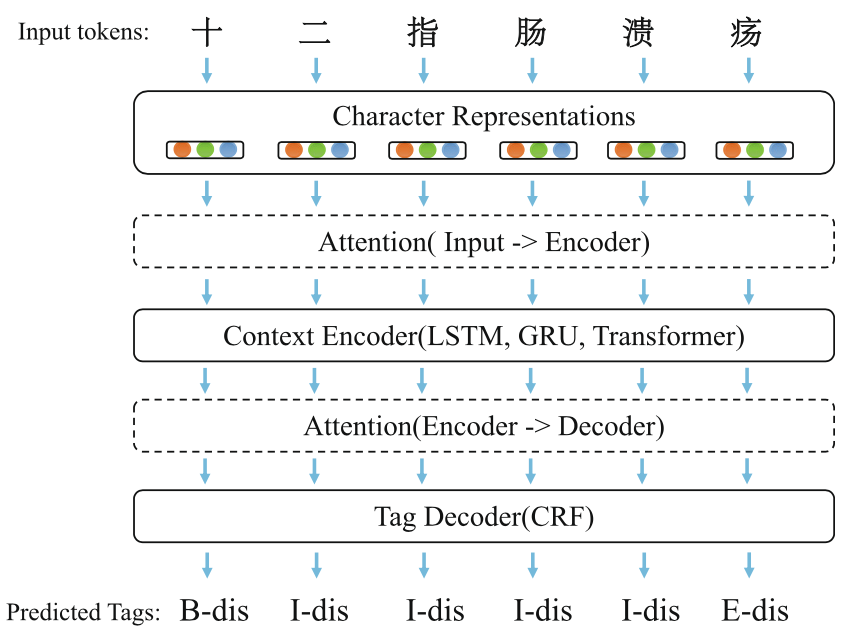 Input tokens: 十 二 指 肠 溃 疡
Character Representations
Attention( Input -> Encoder)
Context Encoder(LSTM, GRU, Transformer)
Attention(Encoder -> Decoder)
Tag Decoder(CRF)
Predicted Tags: B-dis I-dis I-dis I-dis I-dis E-dis